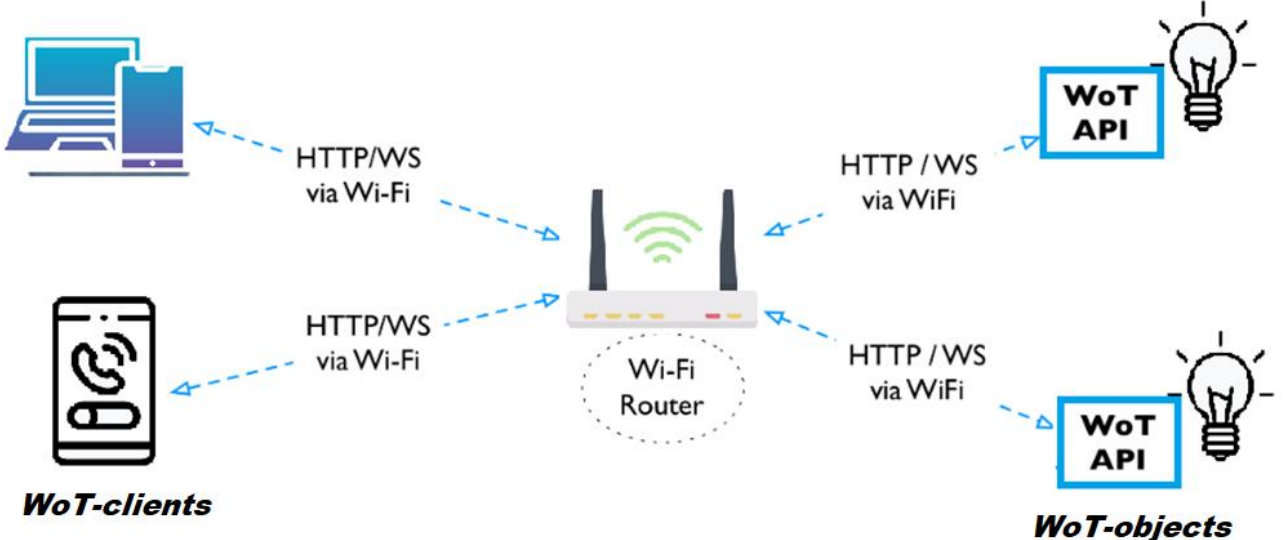 HTTP/WS
via Wi-Fi
HTTP / WS
via WiFi
WoT
API
HTTP/WS
via Wi-Fi
Wi-Fi
Router
HTTP / WS
via WiFi
WoT
API
WoT-clients
WoT-objects